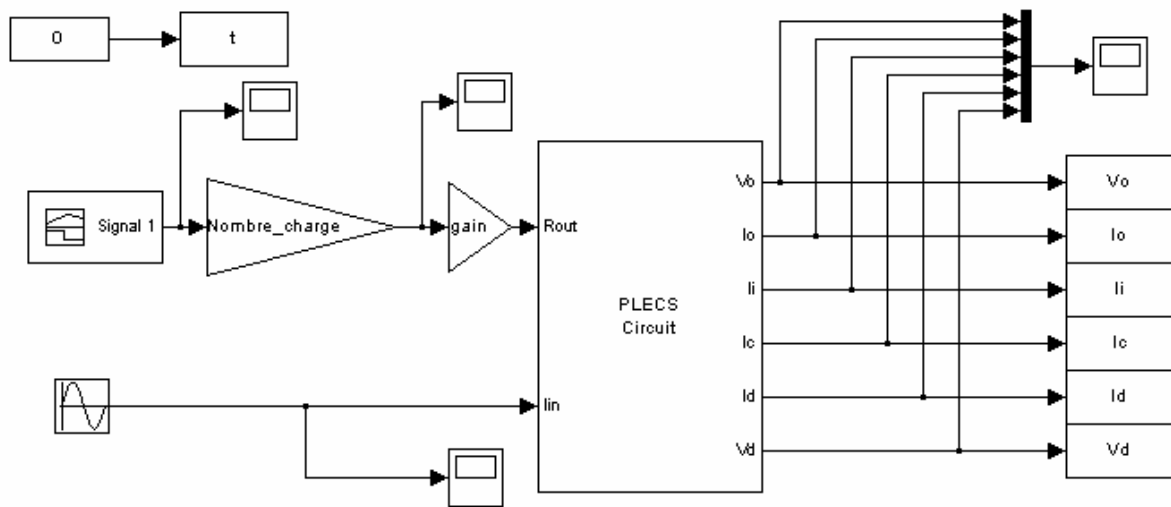 0
t
Signal 1
Nombre_charge
gain
Rout
Iin
PLECS
Circuit
Vo
Io
Ii
Ic
Id
Vd
Vo
Io
Ii
Ic
Id
Vd